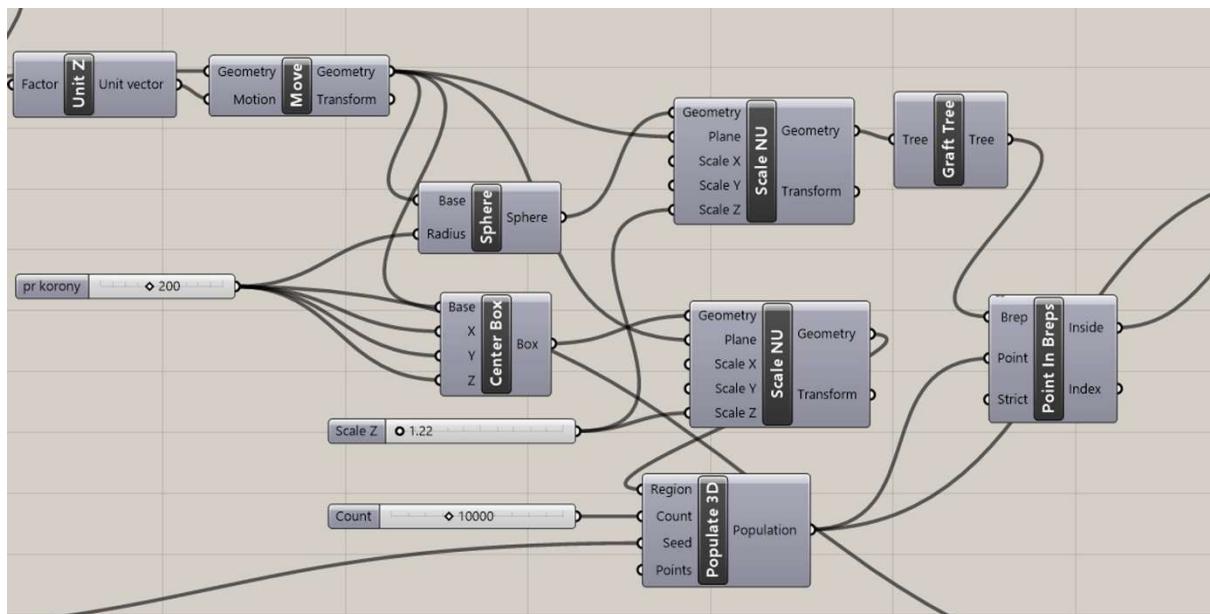 Factor
Unit Z
Unit vector
Geometry
Motion
Move
Geometry
Transform
Geometry
Plane
Scale X
Scale Y
Scale Z
Scale NU
Geometry
Transform
Tree
Graft Tree
Tree
Base
Radius
Sphere
Sphere
pr korony
200
Base
X
Y
Z
Center Box
Box
Geometry
Plane
Scale X
Scale Y
Scale Z
Scale NU
Geometry
Transform
Brep
Point
Strict
Point In Breps
Inside
Index
Scale Z
1.22
Count
10000
Region
Count
Seed
Points
Populate 3D
Population